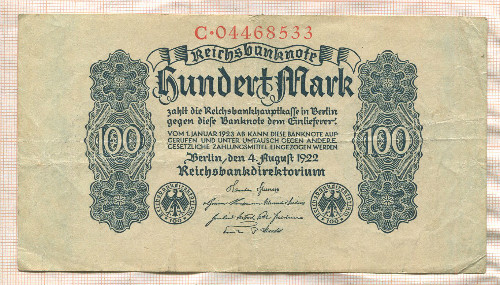 C·04468533
Reichsbanknote
Hundert Mark
zahlt die Reichsbankhauptkasse in Berlin
gegen diese Banknote dem Einlieferer.
100
100
VOM 1. JANUAR 1923 AB KANN DIESE BANKNOTE AUF-
GERUFEN UND UNTER UMTAUSCH GEGEN ANDERE
GESETZLICHE ZAHLUNGSMITTEL EINGEZOGEN WERDEN
Berlin, den 4. August 1922
Reichsbankdirektorium